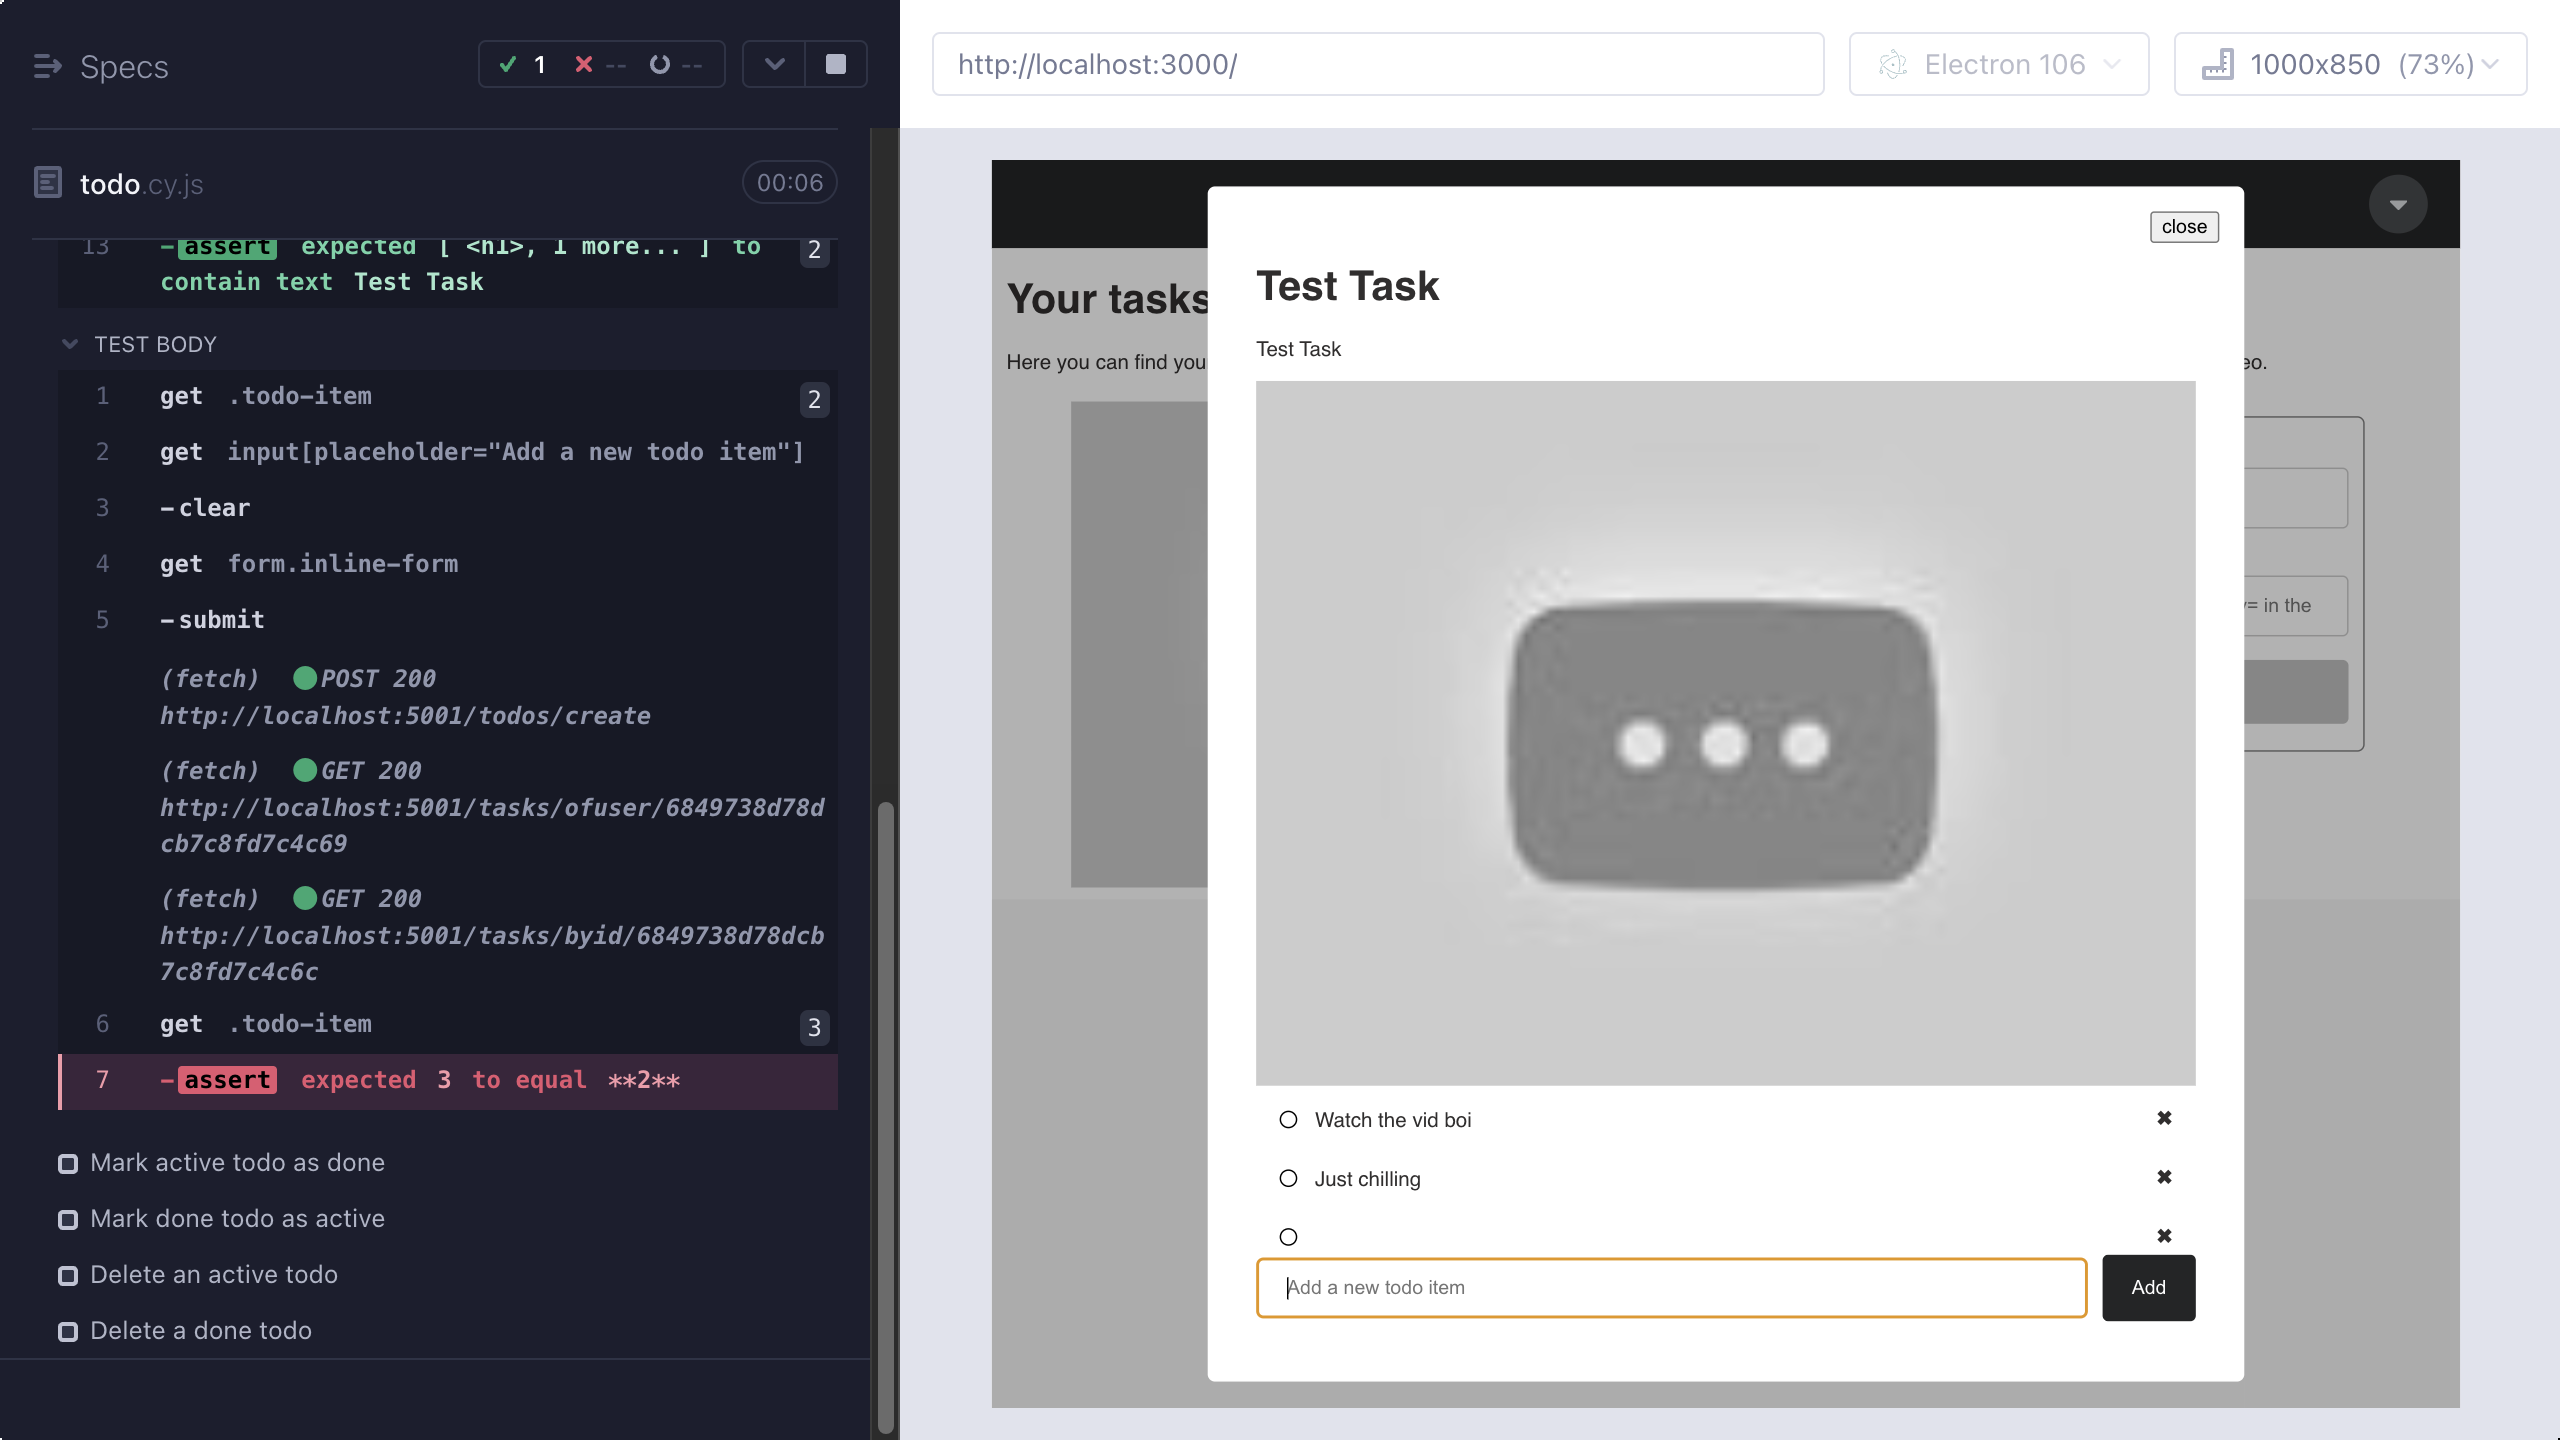 Specs
1 -- --
todo.cy.js 00:06
13 -assert expected [ <h1>, 1 more... ] to 2
contain text Test Task
TEST BODY
1 get .todo-item 2
2 get input[placeholder="Add a new todo item"]
3 -clear
4 get form.inline-form
5 -submit
(fetch) POST 200
http://localhost:5001/todos/create
(fetch) GET 200
http://localhost:5001/tasks/ofuser/6849738d78d
cb7c8fd7c4c69
(fetch) GET 200
http://localhost:5001/tasks/byid/6849738d78dcb
7c8fd7c4c6c
6 get .todo-item 3
7 -assert expected 3 to equal **2**
Mark active todo as done
Mark done todo as active
Delete an active todo
Delete a done todo
http://localhost:3000/
Electron 106
1000x850 (73%)
close
Your tasks
Here you can find you
eo.
= in the
Test Task
Test Task
Watch the vid boi ✖
Just chilling ✖
✖
Add a new todo item
Add